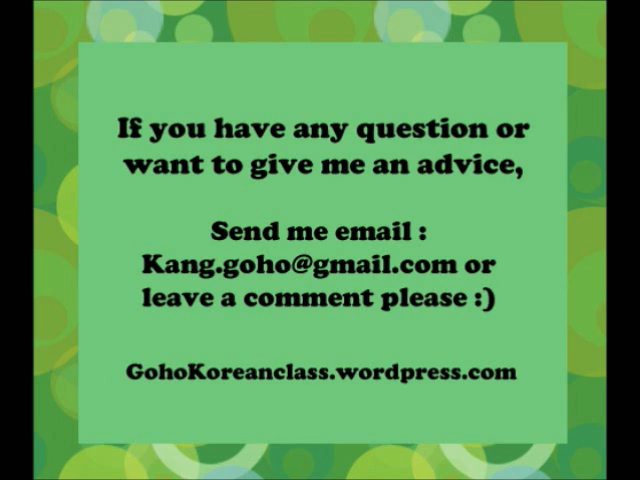 If you have any question or
want to give me an advice,
Send me email :
Kang.goho@gmail.com or
leave a comment please :)
GohoKoreanclass.wordpress.com